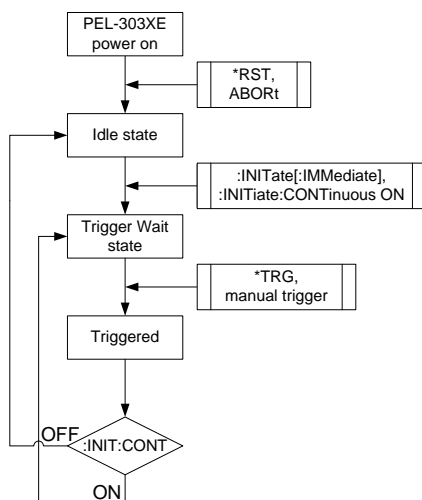 PEL-303XE
power on
*RST,
ABORt
Idle state
:INITate[:IMMediate],
:INITiate:CONTinuous ON
Trigger Wait
state
*TRG,
manual trigger
Triggered
OFF
:INIT:CONT
ON